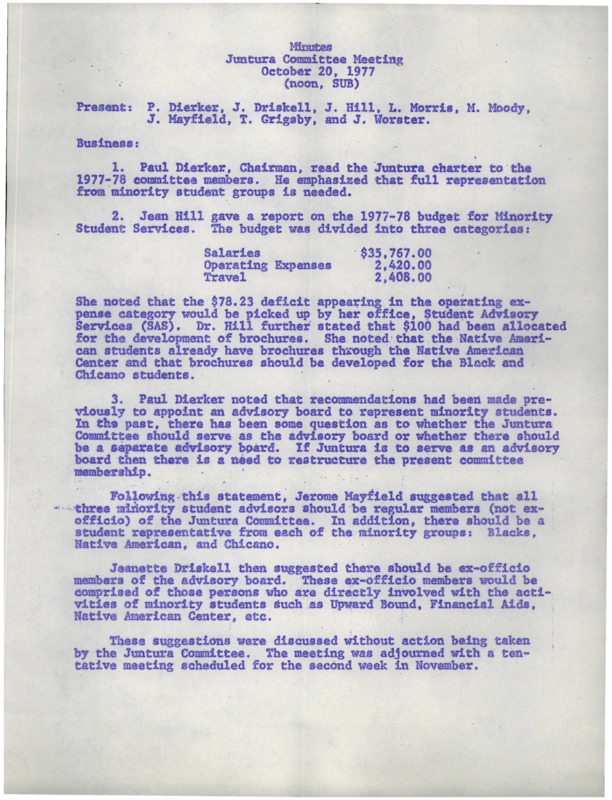 Minutes
Juntura Committee Meeting
October 20, 1977
(noon, SUB)
Present: P. Dierker, J. Driskell, J. Hill, L. Morris, M. Moody,
J. Mayfield, T. Grigsby, and J. Worster.
Business:
1. Paul Dierker, Chairman, read the Juntura charter to the
1977-78 committee members. He emphasized that full representation
from minority student groups is needed.
2. Jean Hill gave a report on the 1977-78 budget for Minority
Student Services. The budget was divided into three categories:
Salaries $35,767.00
Operating Expenses 2,420.00
Travel 2,408.00
She noted that the $78.23 deficit appearing in the operating ex-
pense category would be picked up by her office, Student Advisory
Services (SAS). Dr. Hill further stated that $100 had been allocated
for the development of brochures. She noted that the Native Ameri-
can students already have brochures through the Native American
Center and that brochures should be developed for the Black and
Chicano students.
3. Paul Dierker noted that recommendations had been made pre-
viously to appoint an advisory board to represent minority students.
In the past, there has been some question as to whether the Juntura
Committee should serve as the advisory board or whether there should
be a separate advisory board. If Juntura is to serve as an advisory
board then there is a need to restructure the present committee
membership.
Following this statement, Jerome Mayfield suggested that all
three minority student advisors should be regular members (not ex-
officio) of the Juntura Committee. In addition, there should be a
student representative from each of the minority groups: Blacks,
Native American, and Chicano.
Jeanette Driskell then suggested there should be ex-officio
members of the advisory board. These ex-officio members would be
comprised of those persons who are directly involved with the acti-
vities of minority students such as Upward Bound, Financial Aids,
Native American Center, etc.
These suggestions were discussed without action being taken
by the Juntura Committee. The meeting was adjourned with a ten-
tative meeting scheduled for the second week in November.